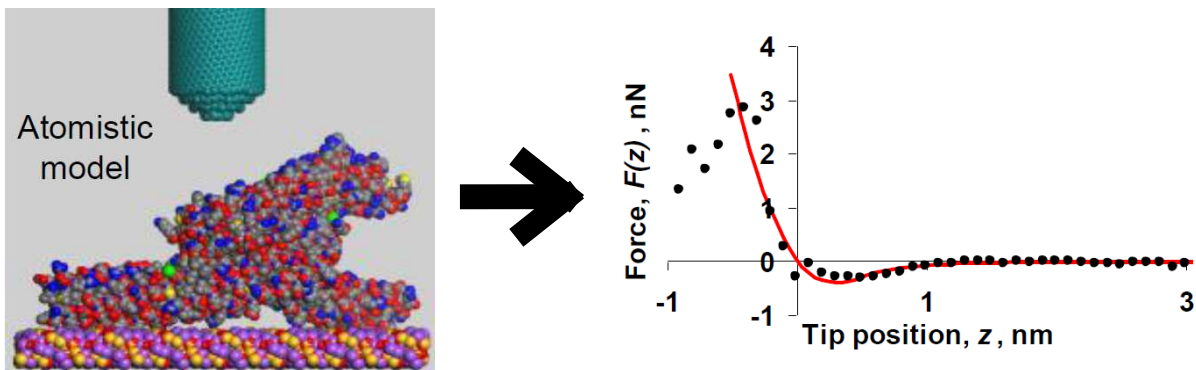 Atomistic
model
Force, F(z) , nN
4
3
2
1
0
-1
-1
1
3
Tip position, z , nm